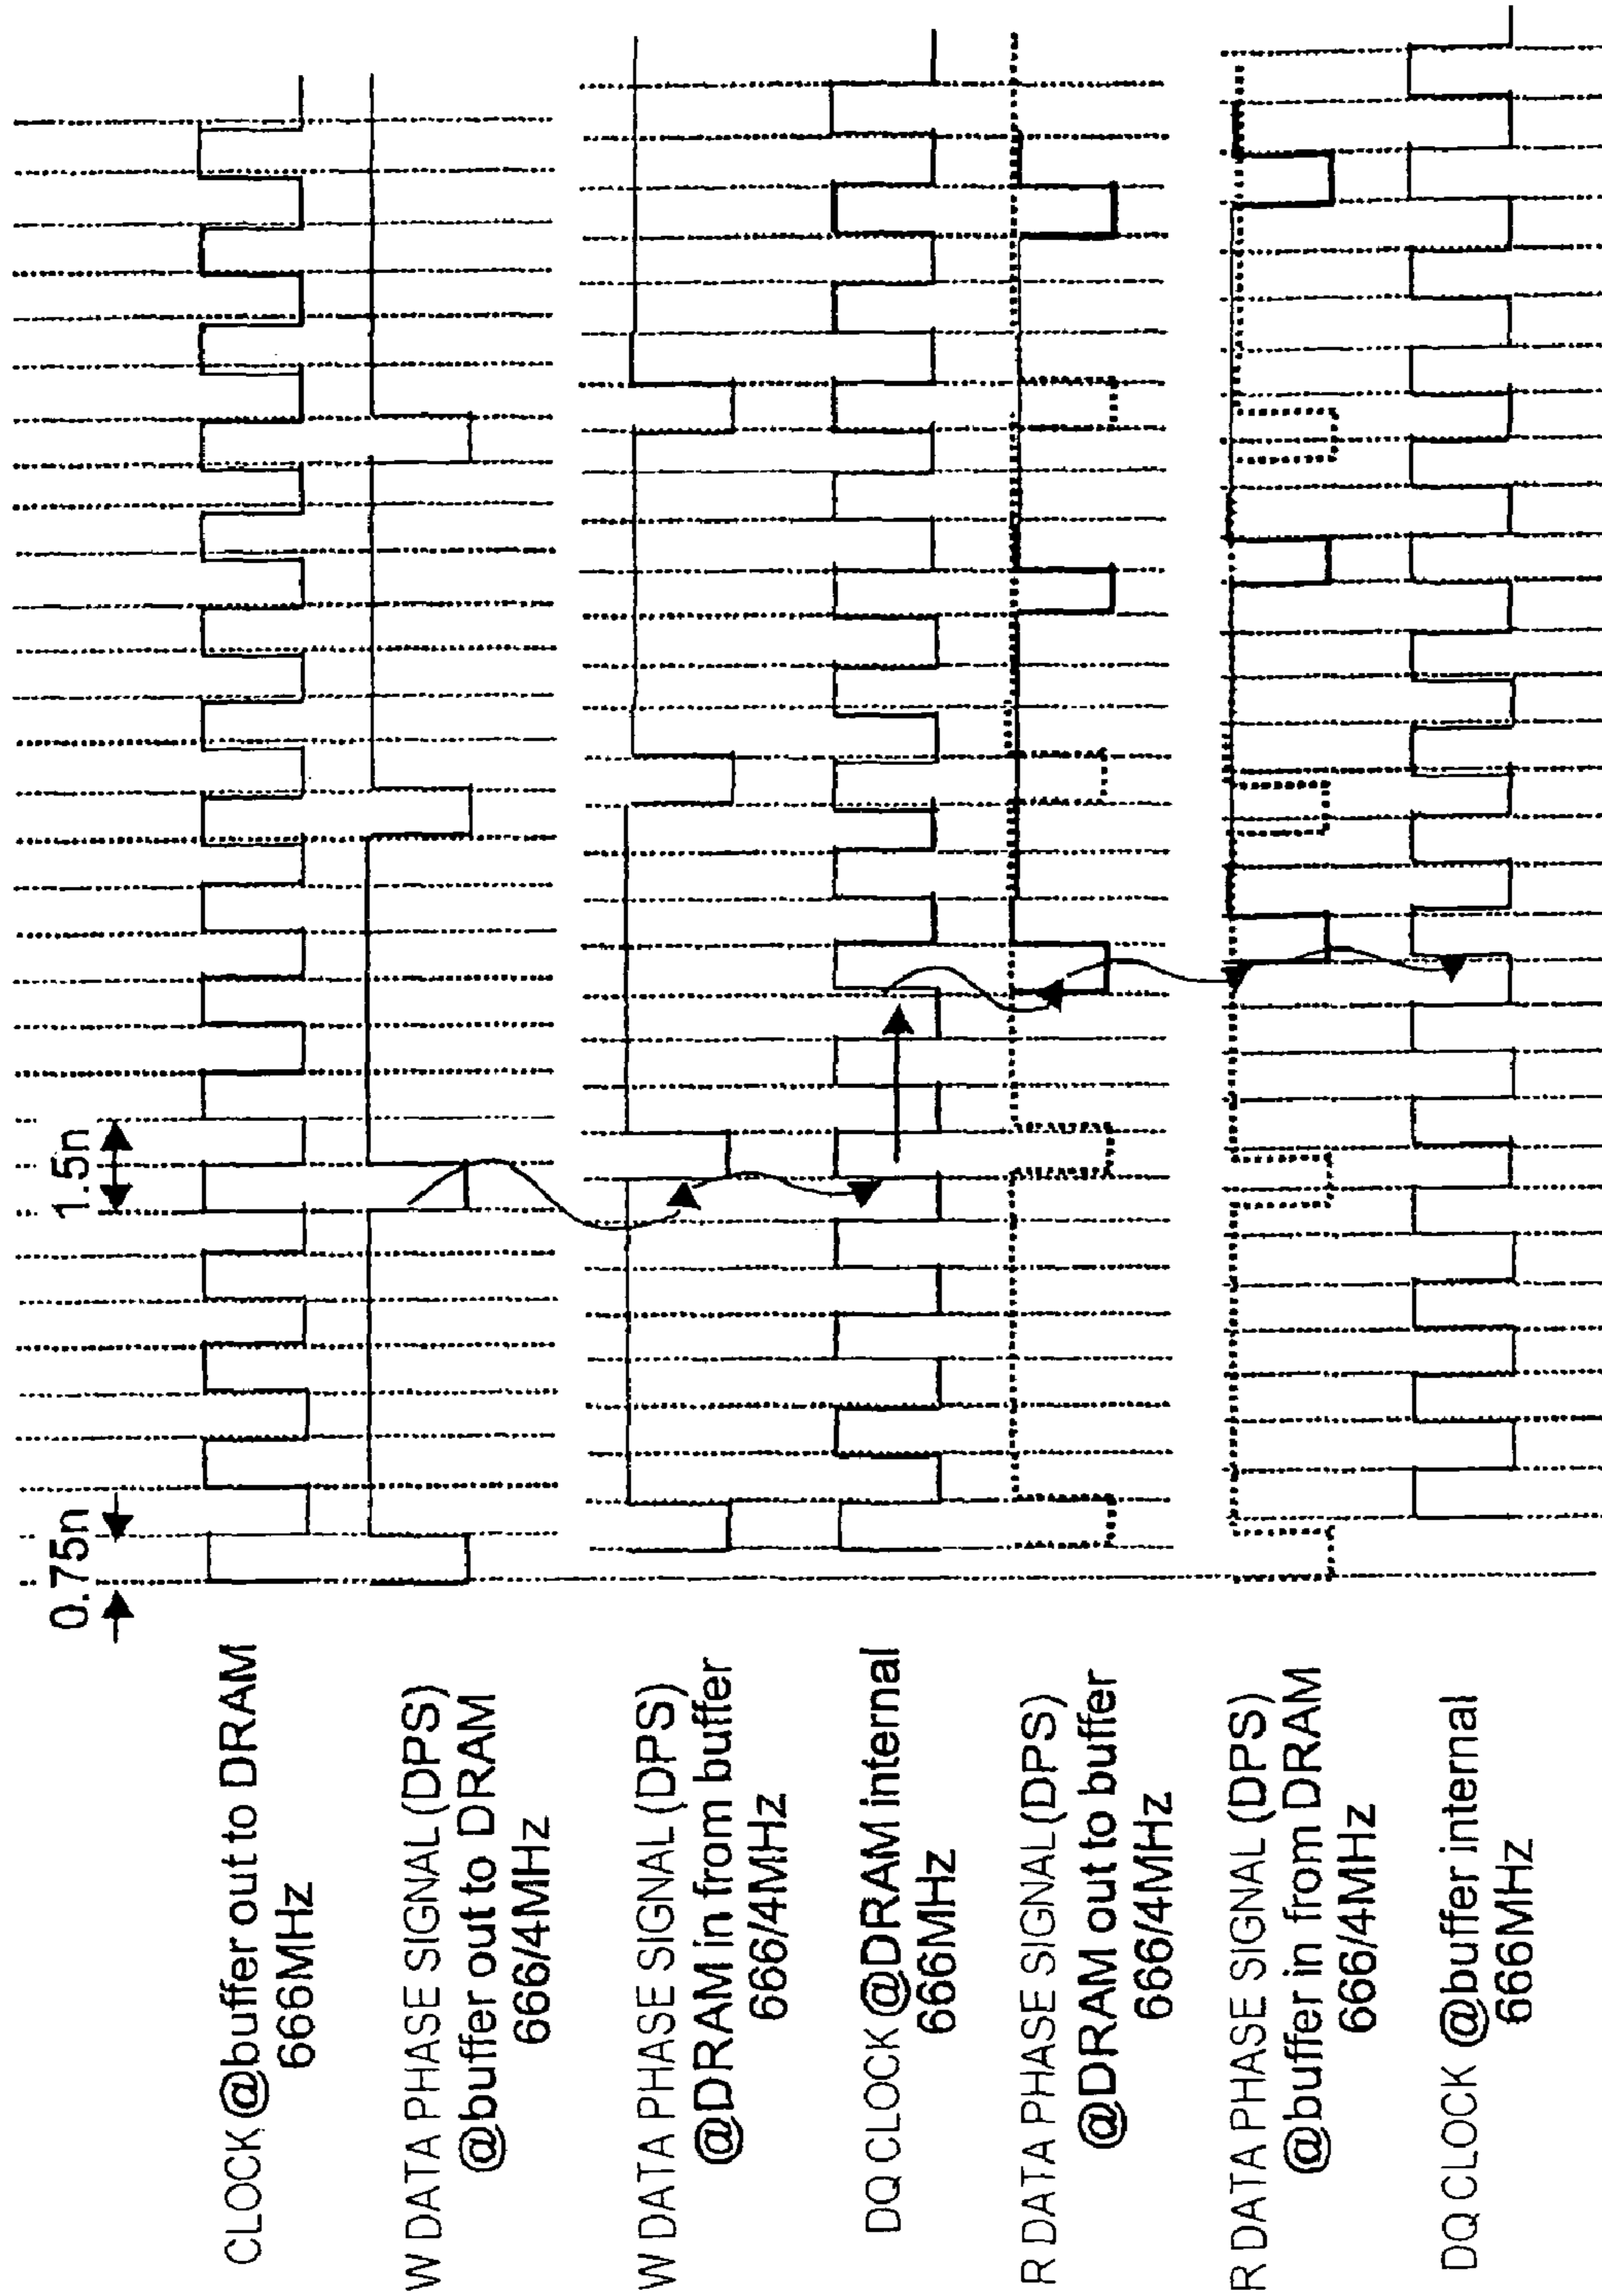 0.75n
1.5n
CLOCK @buffer out to DRAM
666MHz
W DATA PHASE SIGNAL (DPS)
@buffer out to DRAM
666/4MHz
W DATA PHASE SIGNAL (DPS)
@DRAM in from buffer
666/4MHz
DQ CLOCK @DRAM internal
666MHz
R DATA PHASE SIGNAL (DPS)
@DRAM out to buffer
666/4MHz
R DATA PHASE SIGNAL (DPS)
@buffer in from DRAM
666/4MHz
DQ CLOCK @buffer internal
666MHz